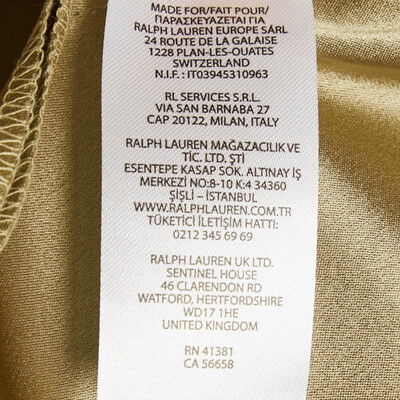 MADE FOR/FAIT POUR/
ΠΑΡΑΣΚΕΥΑΖΕΤΑΙ ΓΙΑ
RALPH LAUREN EUROPE SÁRL
24 ROUTE DE LA GALAISE
1228 PLAN-LES-OUATES
SWITZERLAND
N.I.F.: IT03945310963
RL SERVICES S.R.L.
VIA SAN BARNABA 27
CAP 20122, MILAN, ITALY
RALPH LAUREN MAĞAZACILIK VE
TİC. LTD. ŞTİ
ESENTEPE KASAP SOK. ALTINAY İŞ
MERKEZİ NO:8-10 K:4 34360
ŞİŞLİ – İSTANBUL
WWW.RALPHLAUREN.COM.TR
TÜKETİCİ İLETİŞİM HATTI:
0212 345 69 69
RALPH LAUREN UK LTD.
SENTINEL HOUSE
46 CLARENDON RD
WATFORD, HERTFORDSHIRE
WD17 1HE
UNITED KINGDOM
RN 41381
CA 56658